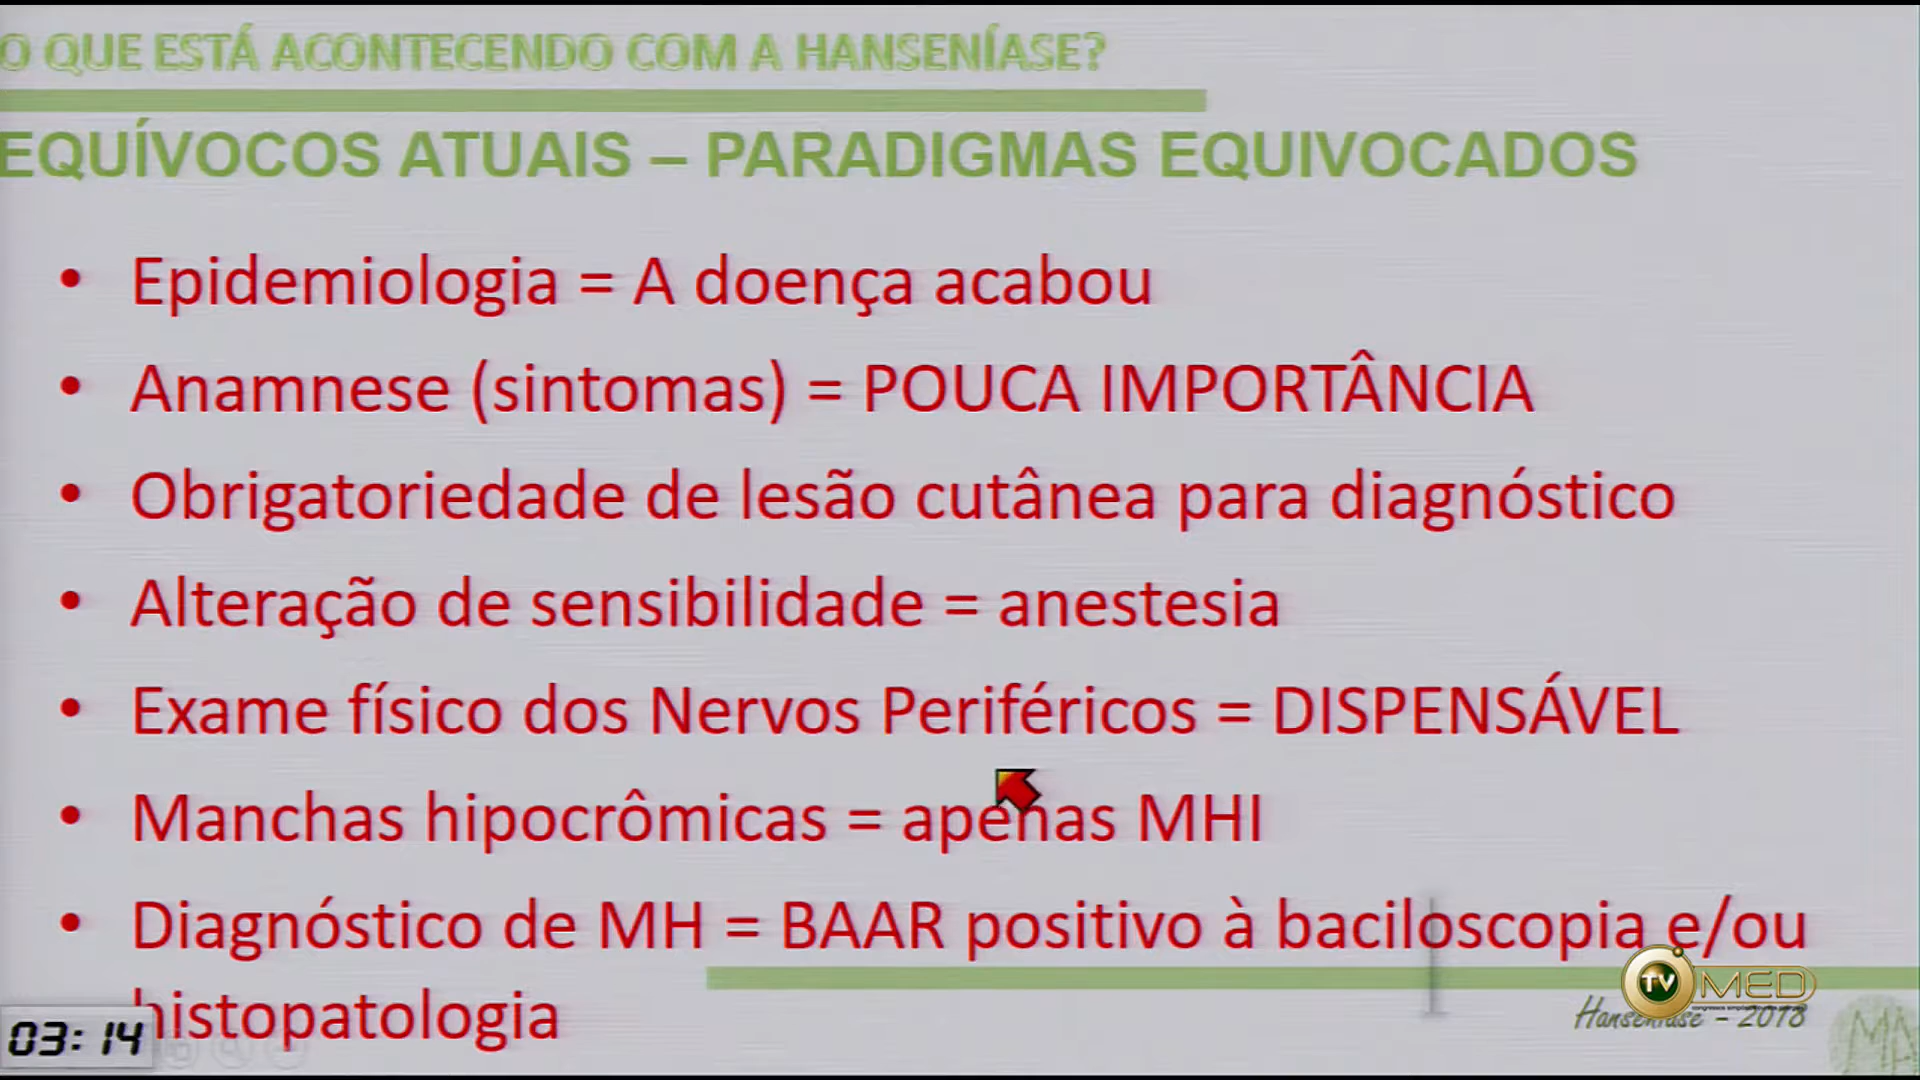 O QUE ESTÁ ACONTECENDO COM A HANSENÍASE?
EQUÍVOCOS ATUAIS – PARADIGMAS EQUIVOCADOS
• Epidemiologia = A doença acabou
• Anamnese (sintomas) = POUCA IMPORTÂNCIA
• Obrigatoriedade de lesão cutânea para diagnóstico
• Alteração de sensibilidade = anestesia
• Exame físico dos Nervos Periféricos = DISPENSÁVEL
• Manchas hipocrômicas = apenas MHI
• Diagnóstico de MH = BAAR positivo à baciloscopia e/ou
histopatologia
TV MED
Hanseníase - 2018
03:14